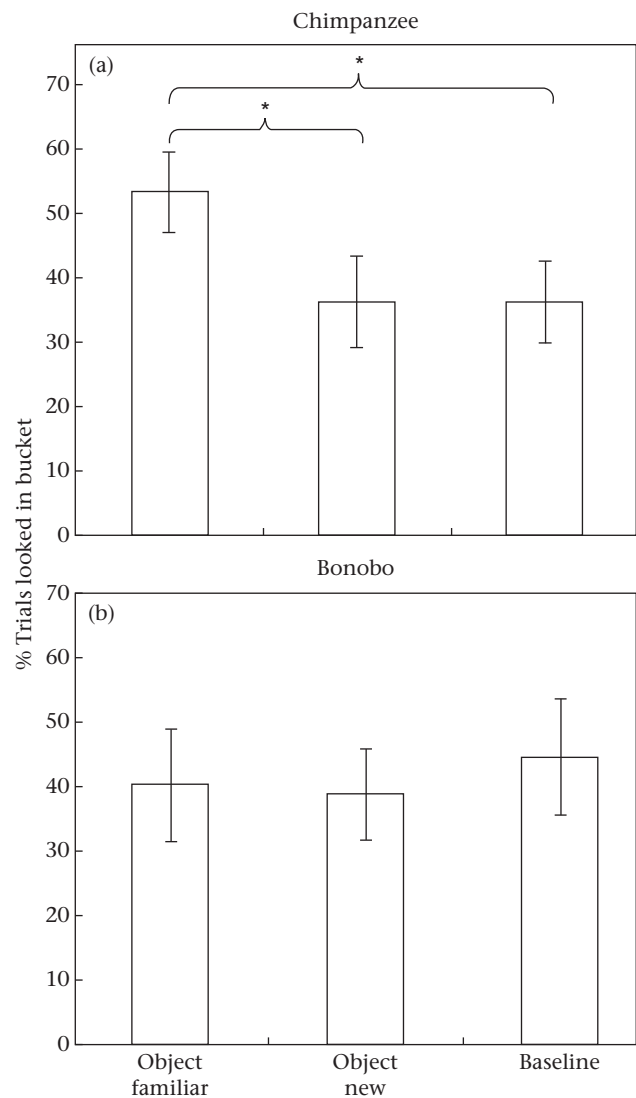 Chimpanzee
(a)
*
*
70
60
50
40
30
20
10
0
% Trials looked in bucket
Bonobo
(b)
70
60
50
40
30
20
10
0
Object
familiar
Object
new
Baseline